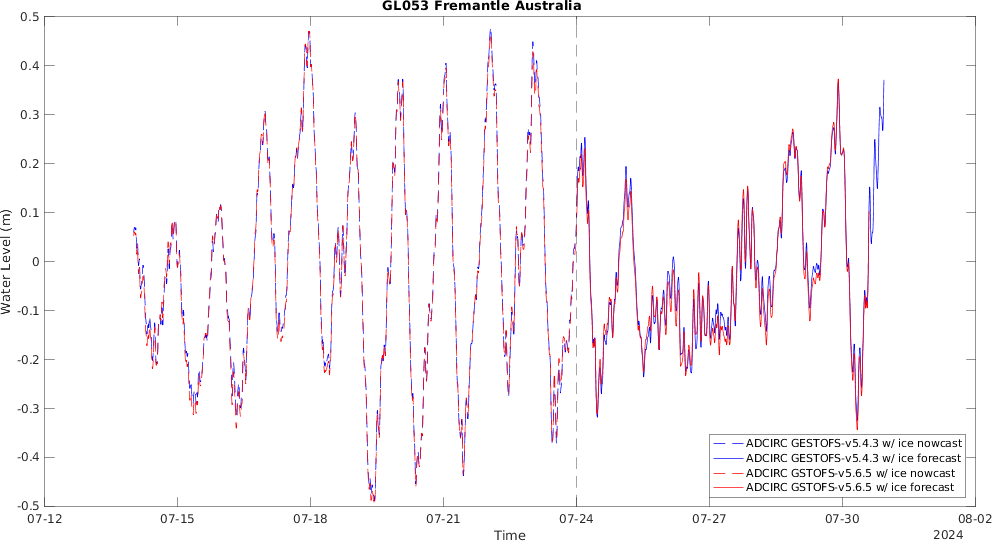 GL053 Fremantle Australia
0.5
0.4
0.3
0.2
0.1
0
-0.1
-0.2
-0.3
-0.4
-0.5
Water Level (m)
07-12 07-15 07-18 07-21 07-24 07-27 07-30 08-02
Time
2024
ADCIRC GESTOFS-v5.4.3 w/ ice nowcast
ADCIRC GESTOFS-v5.4.3 w/ ice forecast
ADCIRC GSTOFS-v5.6.5 w/ ice nowcast
ADCIRC GSTOFS-v5.6.5 w/ ice forecast